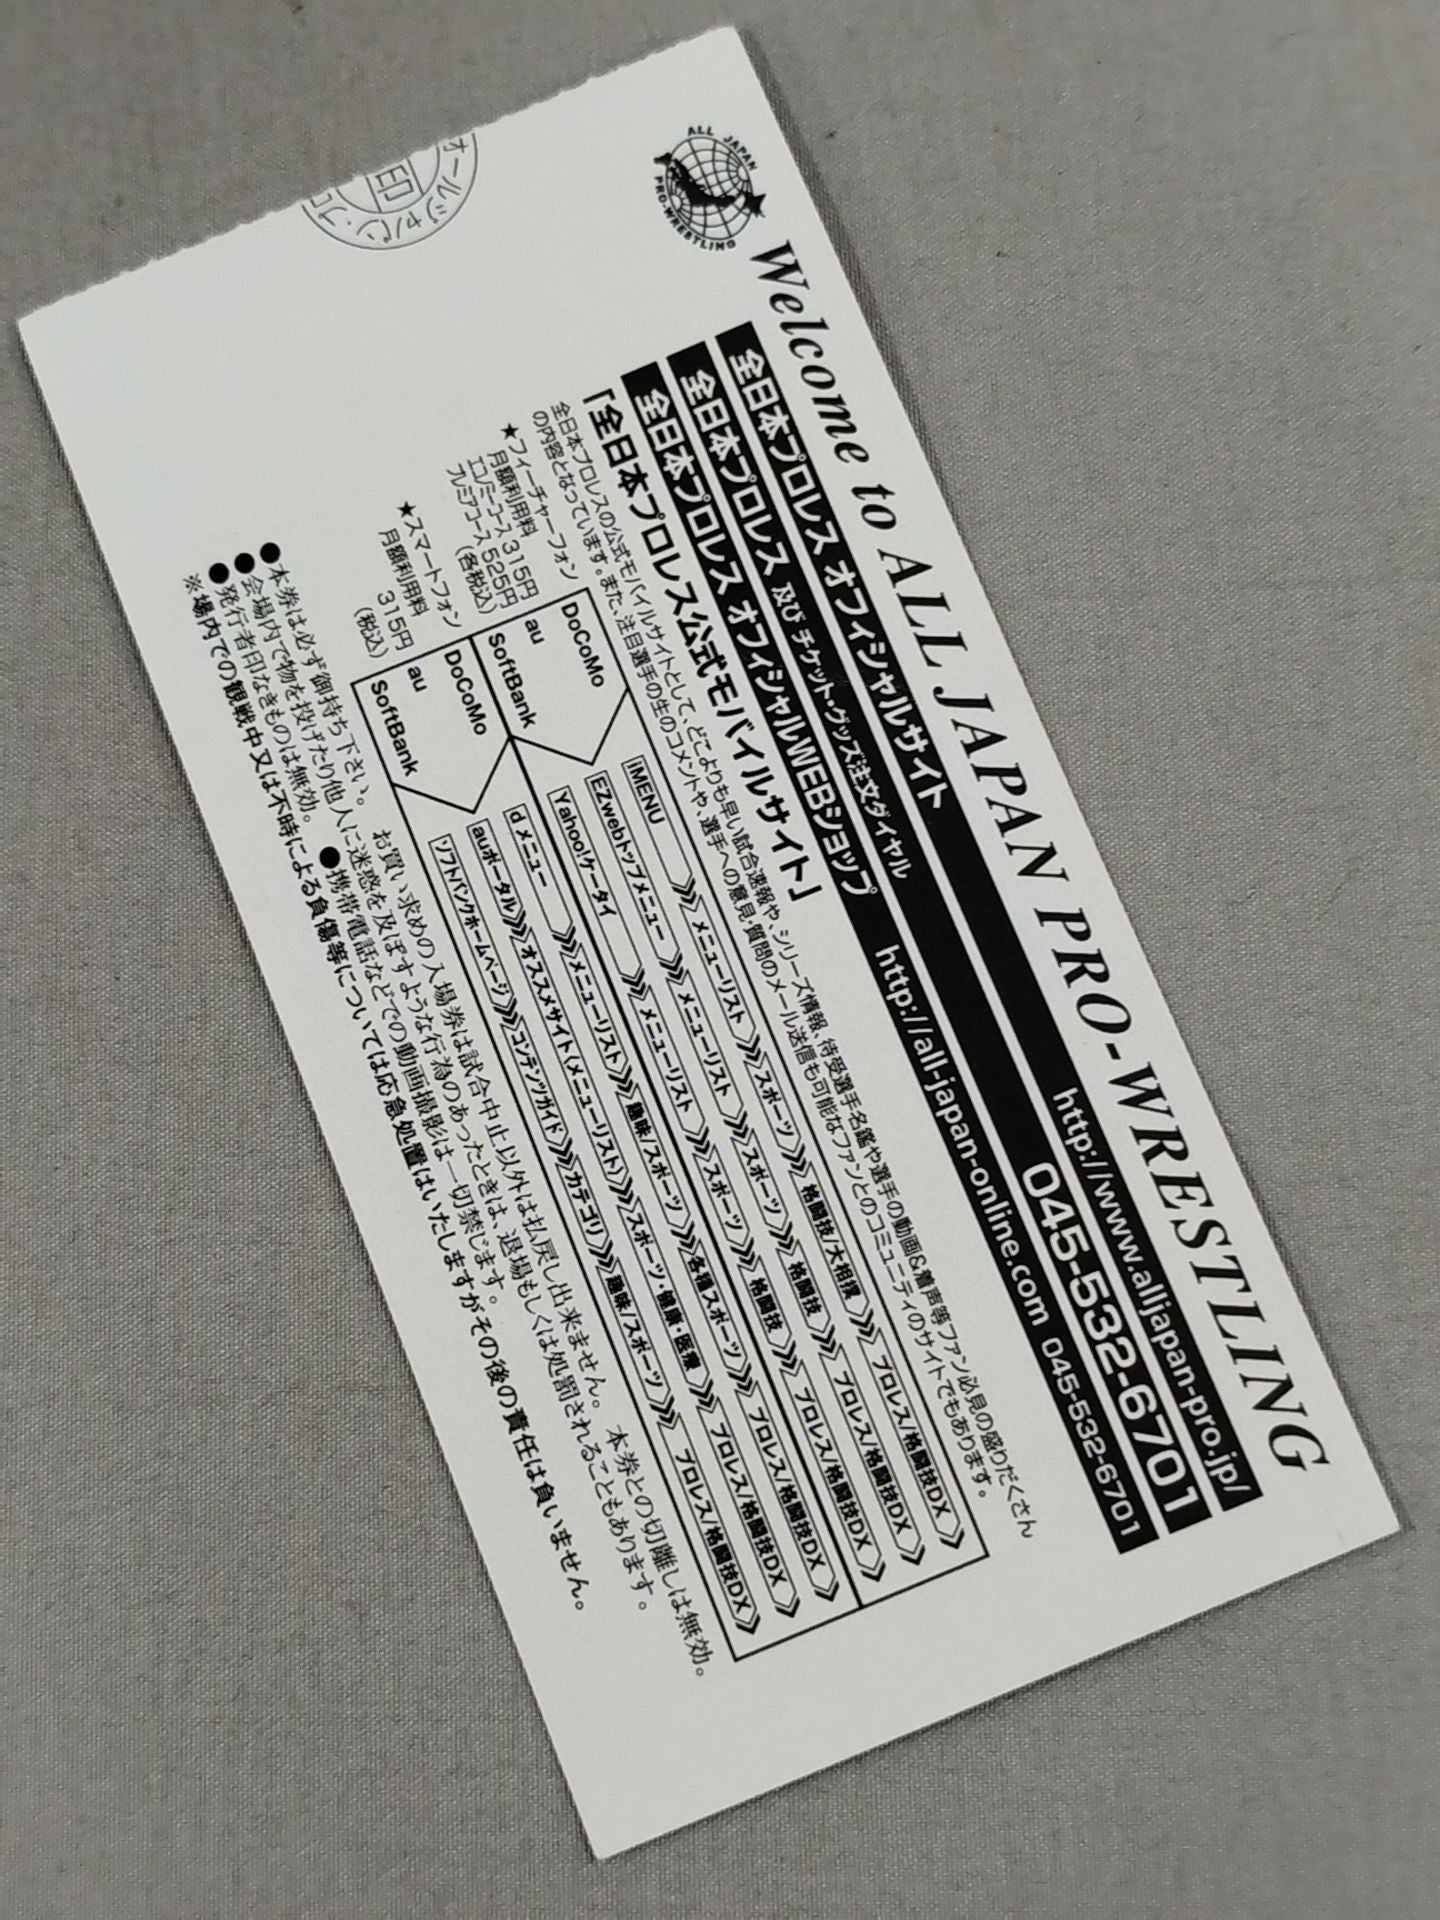 ALL JAPAN
PRO-WRESTLING
Welcome to ALL JAPAN PRO-WRESTLING
全日本プロレス オフィシャルサイト http://www.alljapan-pro.jp/
全日本プロレス 及び チケット・グッズ注文ダイヤル 045-532-6701
全日本プロレス オフィシャルWEBショップ http://all-japan-online.com 045-532-6701
「全日本プロレス公式モバイルサイト」
全日本プロレスの公式モバイルサイトとして、どこよりも早い試合速報や、シリーズ情報、待受選手名鑑や選手の動画&着声等ファン必見の盛りだくさん
の内容となっています。また、注目選手の生のコメントや、選手への意見・質問のメール送信も可能なファンとのコミュニティのサイトでもあります。
★フィーチャーフォン
月額利用料
エコノミーコース 315円
プレミアコース 525円
(各税込)
DoCoMo iMENU メニューリスト スポーツ 格闘技/大相撲 プロレス/格闘技DX
au EZwebトップメニュー メニューリスト スポーツ 格闘技 プロレス/格闘技DX
SoftBank Yahoo!ケータイ メニューリスト スポーツ 格闘技 プロレス/格闘技DX
★スマートフォン
月額利用料
315円
(税込)
DoCoMo dメニュー メニューリスト 趣味/スポーツ 各種スポーツ プロレス/格闘技DX
au auポータル オススメサイト(メニューリスト) スポーツ・健康・医療 プロレス/格闘技DX
SoftBank ソフトバンクホームページ コンテンツガイド カテゴリ 趣味/スポーツ プロレス/格闘技DX
●本券は必ず御持ち下さい。 お買い求めの入場券は試合中止以外は払戻し出来ません。 本券との切離しは無効。
●会場内で物を投げたり他人に迷惑を及ぼすような行為のあったときは、退場もしくは処罰されることもあります。
●発行者印なきものは無効。 ●携帯電話などでの動画撮影は一切禁じます。
※場内での観戦中又は不時による負傷等については応急処置はいたしますがその後の責任は負いません。
オールジャパン・プロ
印